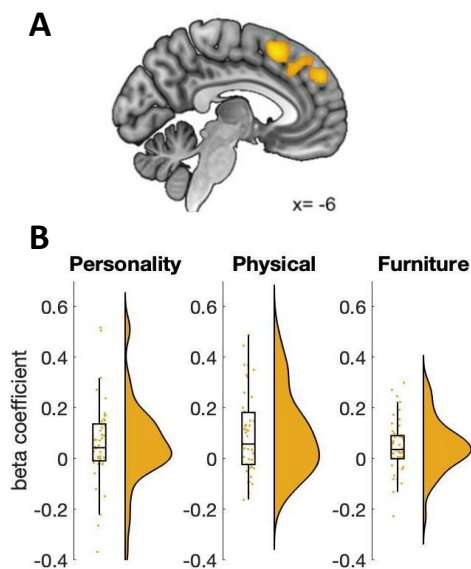 A
x= -6
B
Personality Physical Furniture
beta coefficient
0.6 0.6 0.6
0.4 0.4 0.4
0.2 0.2 0.2
0 0 0
-0.2 -0.2 -0.2
-0.4 -0.4 -0.4